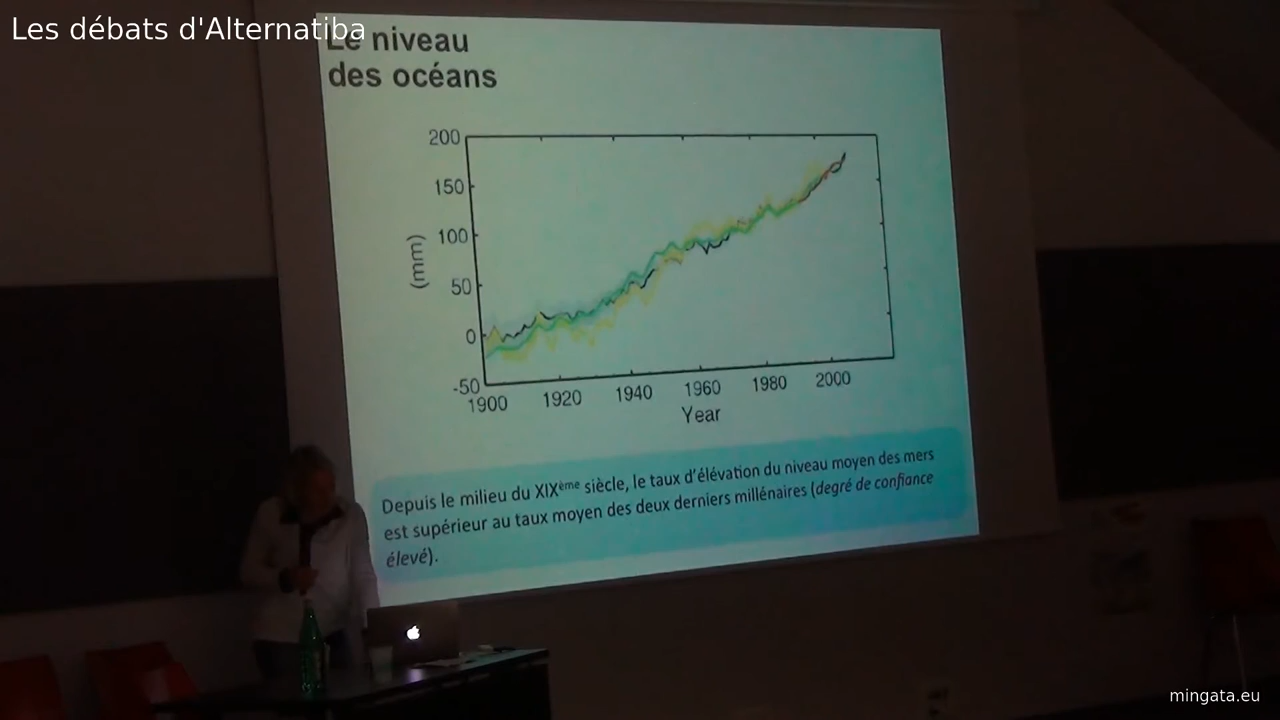 Les débats d'Alternatiba
Le niveau
des océans
200
150
100
50
0
-50
(mm)
1900 1920 1940 1960 1980 2000
Year
Depuis le milieu du XIXème siècle, le taux d'élévation du niveau moyen des mers
est supérieur au taux moyen des deux derniers millénaires (degré de confiance
élevé).
mingata.eu